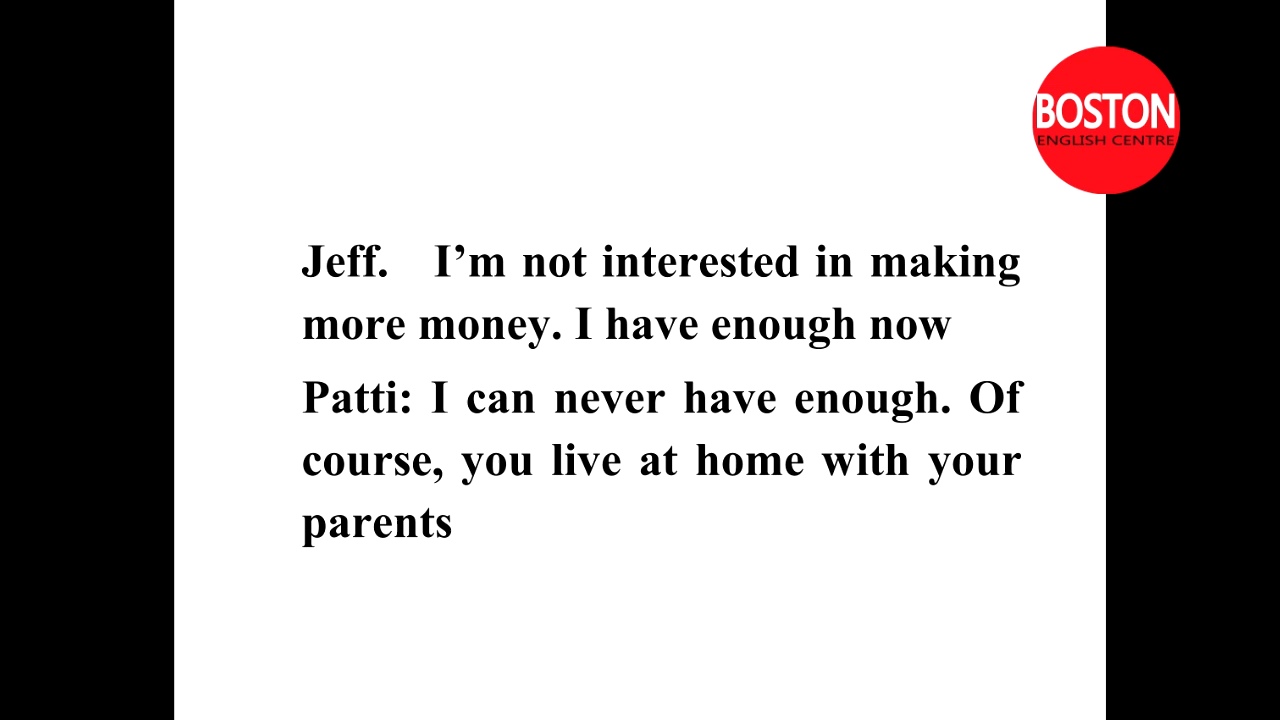 BOSTON
ENGLISH CENTRE
Jeff. I’m not interested in making
more money. I have enough now
Patti: I can never have enough. Of
course, you live at home with your
parents